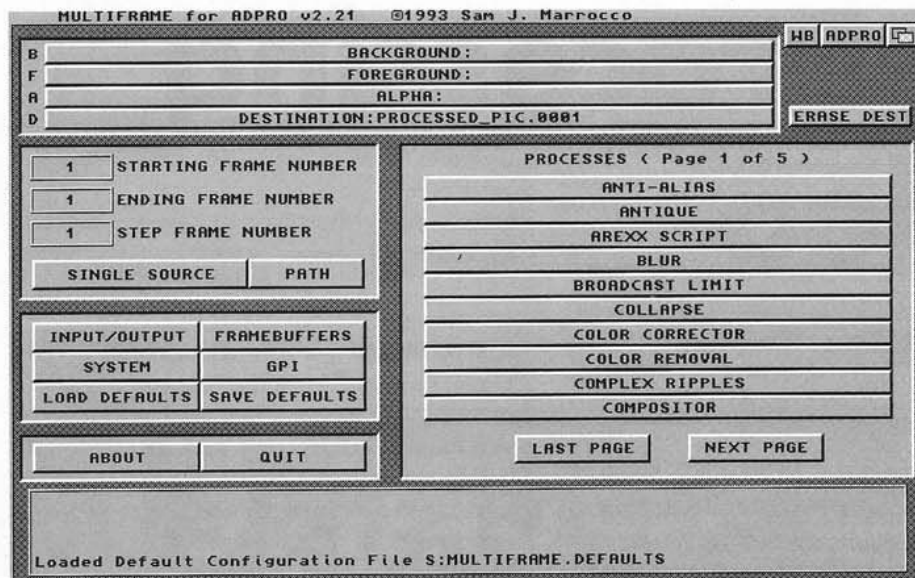 MULTIFRAME for ADPRO v2.21 ©1993 Sam J. Marrocco
WB ADPRO
B BACKGROUND:
F FOREGROUND:
A ALPHA:
D DESTINATION:PROCESSED_PIC.0001
ERASE DEST
1 STARTING FRAME NUMBER
1 ENDING FRAME NUMBER
1 STEP FRAME NUMBER
SINGLE SOURCE PATH
INPUT/OUTPUT FRAMEBUFFERS
SYSTEM GPI
LOAD DEFAULTS SAVE DEFAULTS
ABOUT QUIT
PROCESSES ( Page 1 of 5 )
ANTI-ALIAS
ANTIQUE
AREXX SCRIPT
BLUR
BROADCAST LIMIT
COLLAPSE
COLOR CORRECTOR
COLOR REMOVAL
COMPLEX RIPPLES
COMPOSITOR
LAST PAGE NEXT PAGE
Loaded Default Configuration File S:MULTIFRAME.DEFAULTS